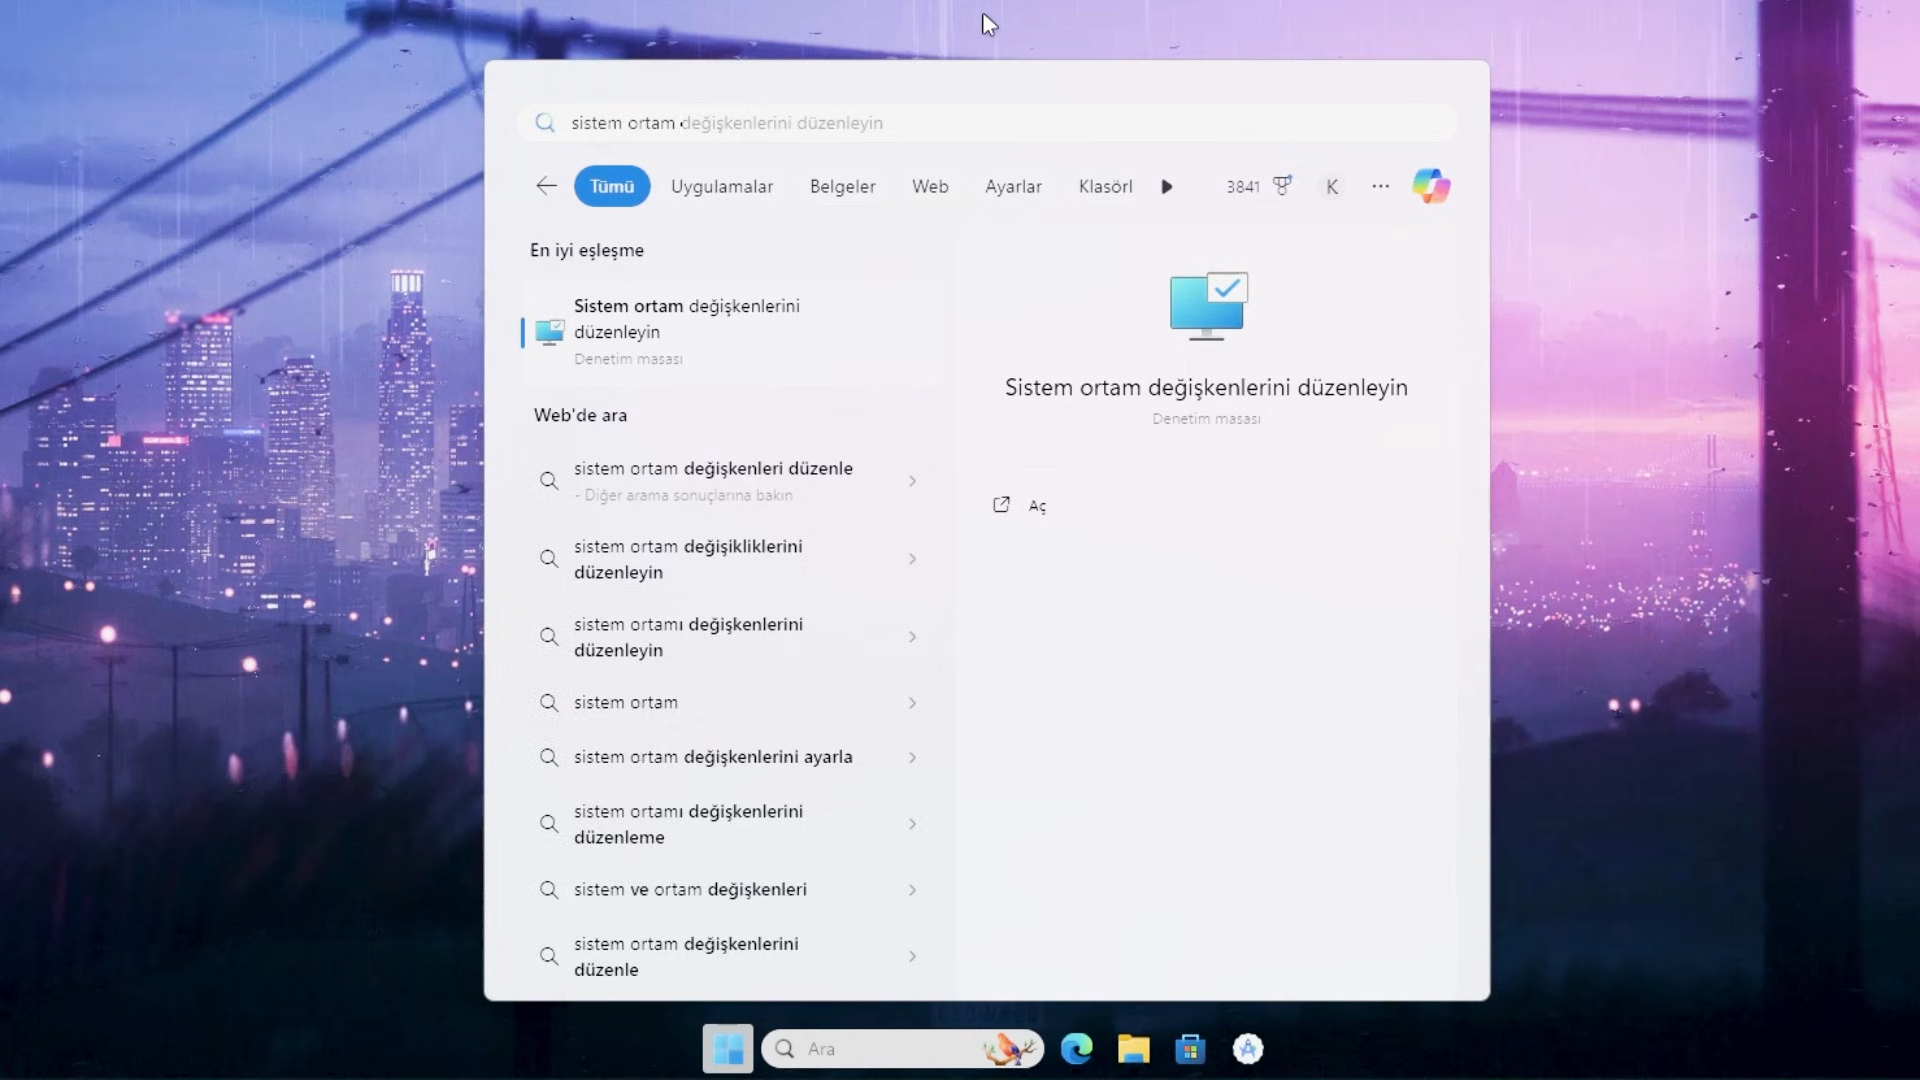 sistem ortam değişkenlerini düzenleyin
Tümü Uygulamalar Belgeler Web Ayarlar Klasörl 3841 K
En iyi eşleşme
Sistem ortam değişkenlerini
düzenleyin
Denetim masası
Web'de ara
sistem ortam değişkenleri düzenle
- Diğer arama sonuçlarına bakın
sistem ortam değişikliklerini
düzenleyin
sistem ortamı değişkenlerini
düzenleyin
sistem ortam
sistem ortam değişkenlerini ayarla
sistem ortamı değişkenlerini
düzenleme
sistem ve ortam değişkenleri
sistem ortam değişkenlerini
düzenle
Sistem ortam değişkenlerini düzenleyin
Denetim masası
Aç
Ara